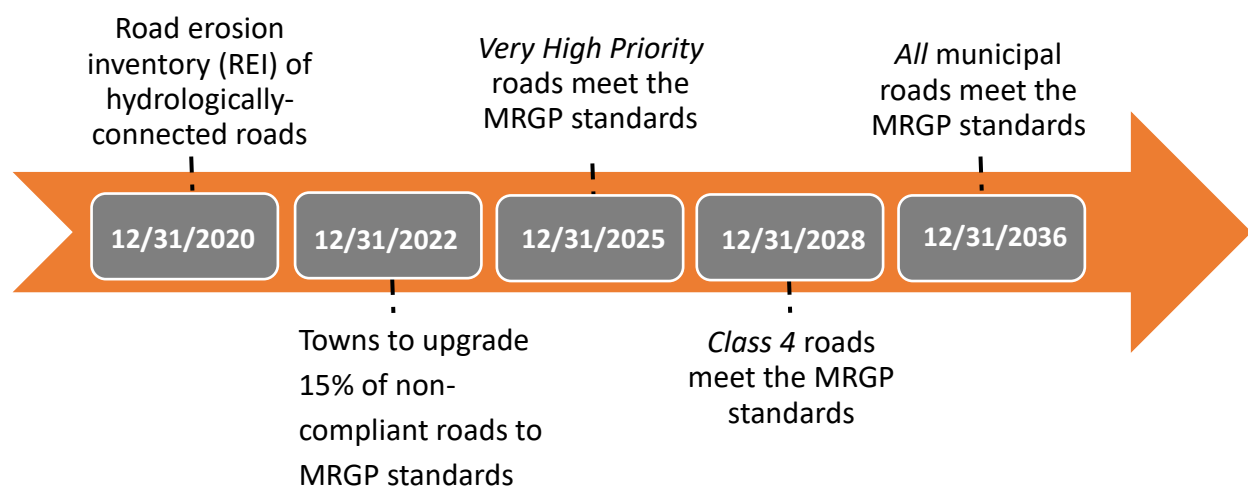 Road erosion
inventory (REI) of
hydrologically-
connected roads
Very High Priority
roads meet the
MRGP standards
All municipal
roads meet the
MRGP standards
12/31/2020
12/31/2022
12/31/2025
12/31/2028
12/31/2036
Towns to upgrade
15% of non-
compliant roads to
MRGP standards
Class 4 roads
meet the MRGP
standards